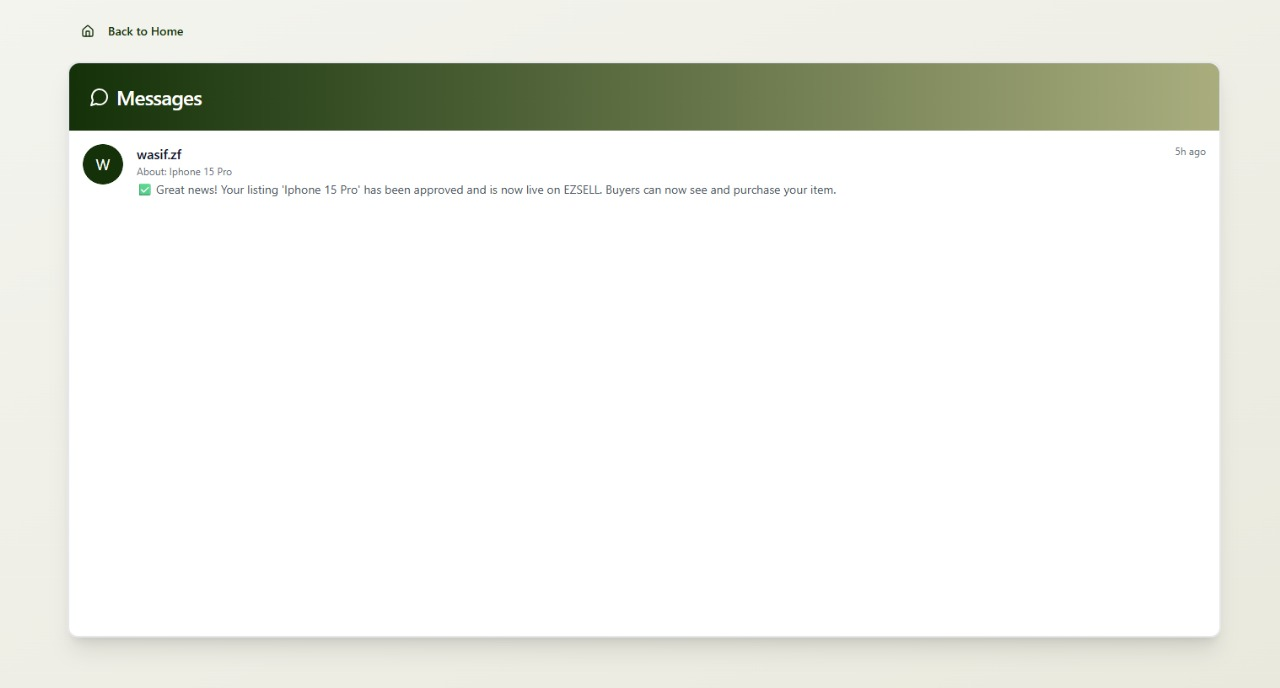 Back to Home
Messages
W
wasif.zf
5h ago
About: Iphone 15 Pro
✅ Great news! Your listing 'Iphone 15 Pro' has been approved and is now live on EZSELL. Buyers can now see and purchase your item.